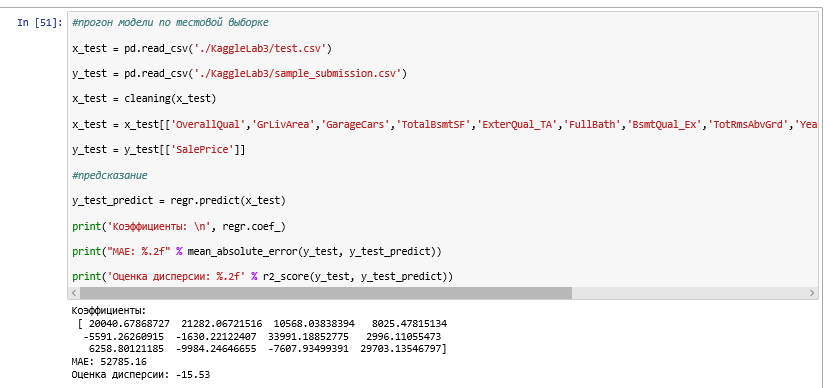 In [51]: #прогон модели по тестовой выборке
x_test = pd.read_csv('./KaggleLab3/test.csv')
y_test = pd.read_csv('./KaggleLab3/sample_submission.csv')
x_test = cleaning(x_test)
x_test = x_test[['OverallQual','GrLivArea','GarageCars','TotalBsmtSF','ExterQual_TA','FullBath','BsmtQual_Ex','TotRmsAbvGrd','Yea
y_test = y_test[['SalePrice']]
#предсказание
y_test_predict = regr.predict(x_test)
print('Коэффициенты: \n', regr.coef_)
print("MAE: %.2f" % mean_absolute_error(y_test, y_test_predict))
print('Оценка дисперсии: %.2f' % r2_score(y_test, y_test_predict))
Коэффициенты:
[ 20040.67868727 21282.06721516 10568.03838394 8025.47815134
-5591.26260915 -1630.22122407 33991.18852775 2996.11055473
6258.80121185 -9984.24646655 -7607.93499391 29703.13546797]
MAE: 52785.16
Оценка дисперсии: -15.53